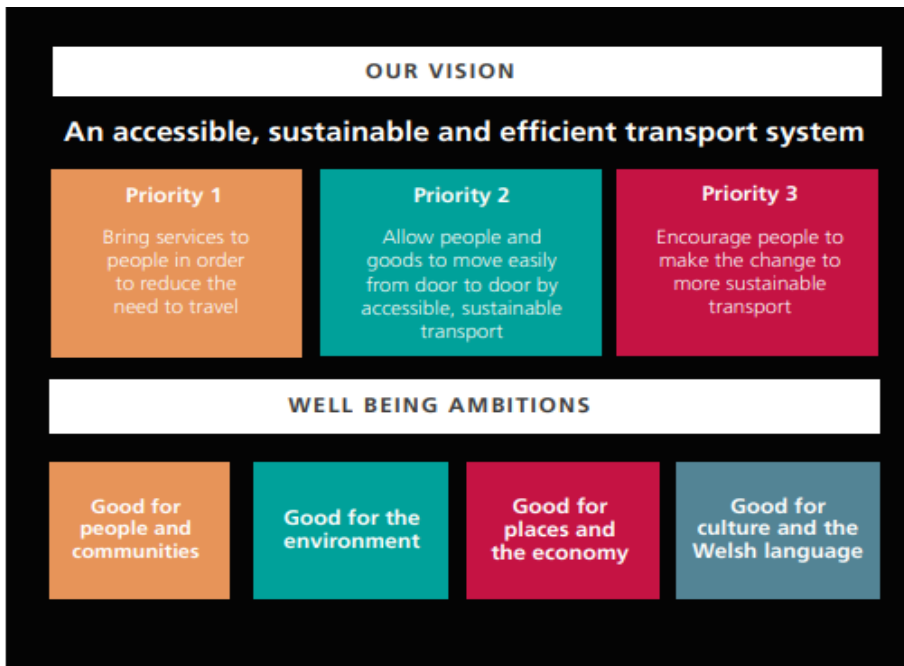 OUR VISION
An accessible, sustainable and efficient transport system
Priority 1
Bring services to
people in order
to reduce the
need to travel
Priority 2
Allow people and
goods to move easily
from door to door by
accessible, sustainable
transport
Priority 3
Encourage people to
make the change to
more sustainable
transport
WELL BEING AMBITIONS
Good for
people and
communities
Good for the
environment
Good for
places and
the economy
Good for
culture and the
Welsh language